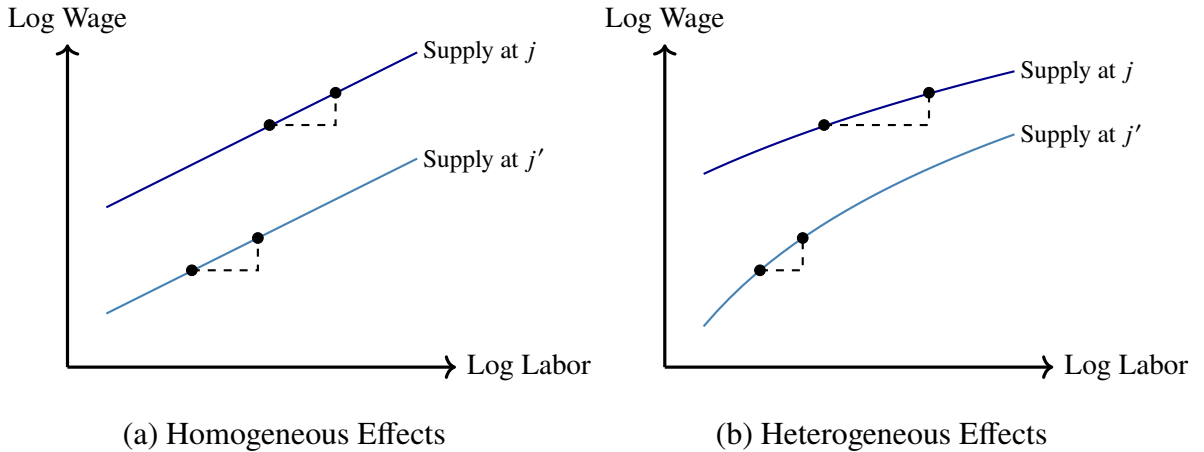 Log Wage
Supply at j
Supply at j′
Log Labor
(a) Homogeneous Effects
Log Wage
Supply at j
Supply at j′
Log Labor
(b) Heterogeneous Effects